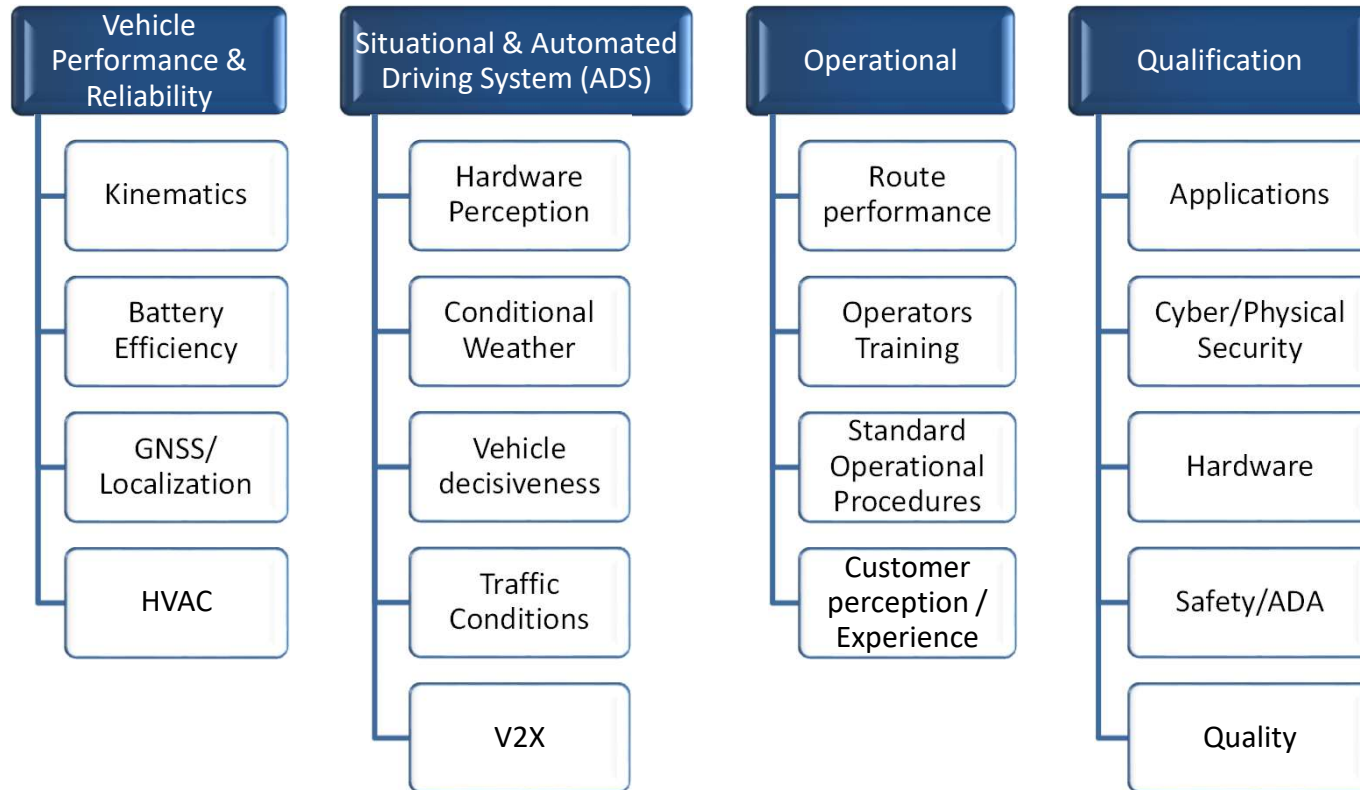 Vehicle
Performance &
Reliability
Kinematics
Battery
Efficiency
GNSS/
Localization
HVAC
Situational & Automated
Driving System (ADS)
Hardware
Perception
Conditional
Weather
Vehicle
decisiveness
Traffic
Conditions
V2X
Operational
Route
performance
Operators
Training
Standard
Operational
Procedures
Customer
perception /
Experience
Qualification
Applications
Cyber/Physical
Security
Hardware
Safety/ADA
Quality